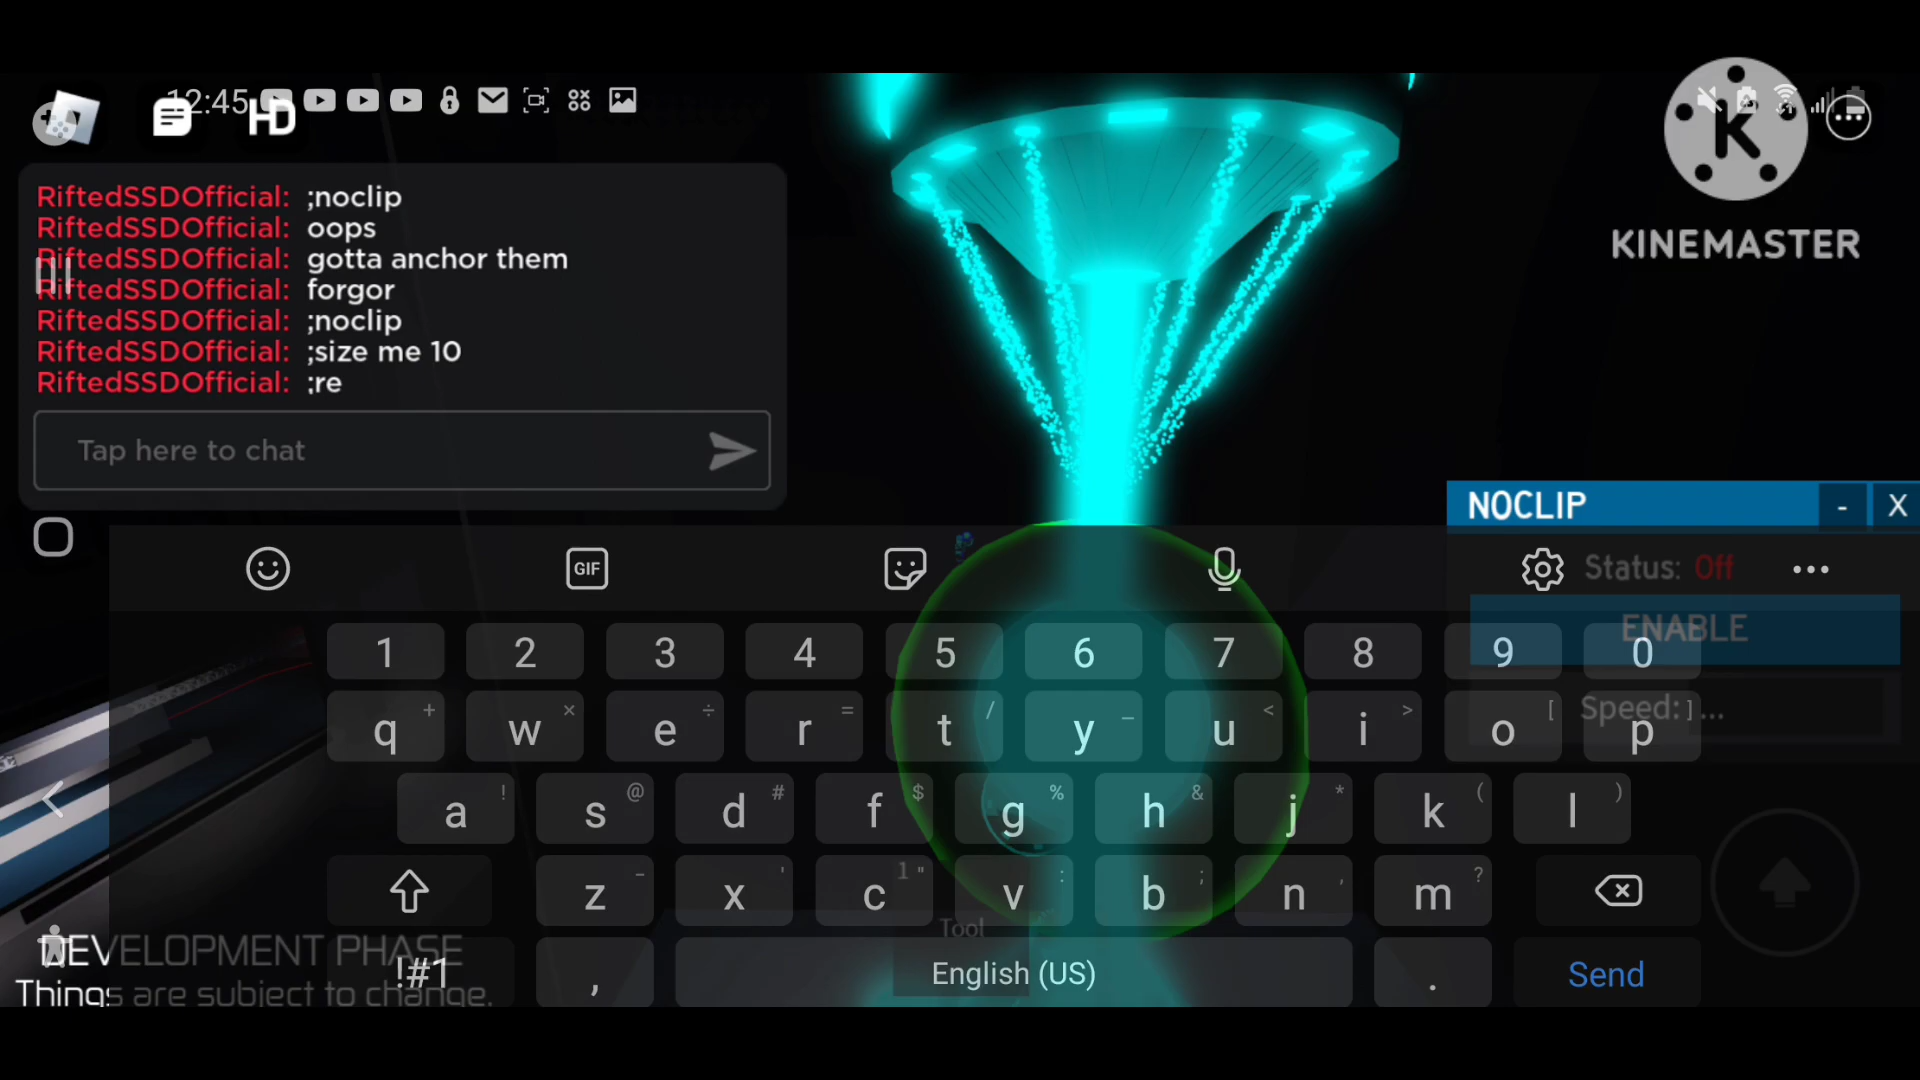 12:45
HD
K
KINEMASTER
RiftedSSDOfficial: ;noclip
RiftedSSDOfficial: oops
RiftedSSDOfficial: gotta anchor them
RiftedSSDOfficial: forgor
RiftedSSDOfficial: ;noclip
RiftedSSDOfficial: ;size me 10
RiftedSSDOfficial: ;re
Tap here to chat
NOCLIP - X
Status: Off
ENABLE
Speed: ...
GIF
1 2 3 4 5 6 7 8 9 0
+ × ÷ = / _ < > [ ]
q w e r t y u i o p
! @ # $ % & * ( )
a s d f g h j k l
- ' " : ; , ?
z x c v b n m
1
Tool
!#1 , English (US) . Send
DEVELOPMENT PHASE
Things are subject to change.